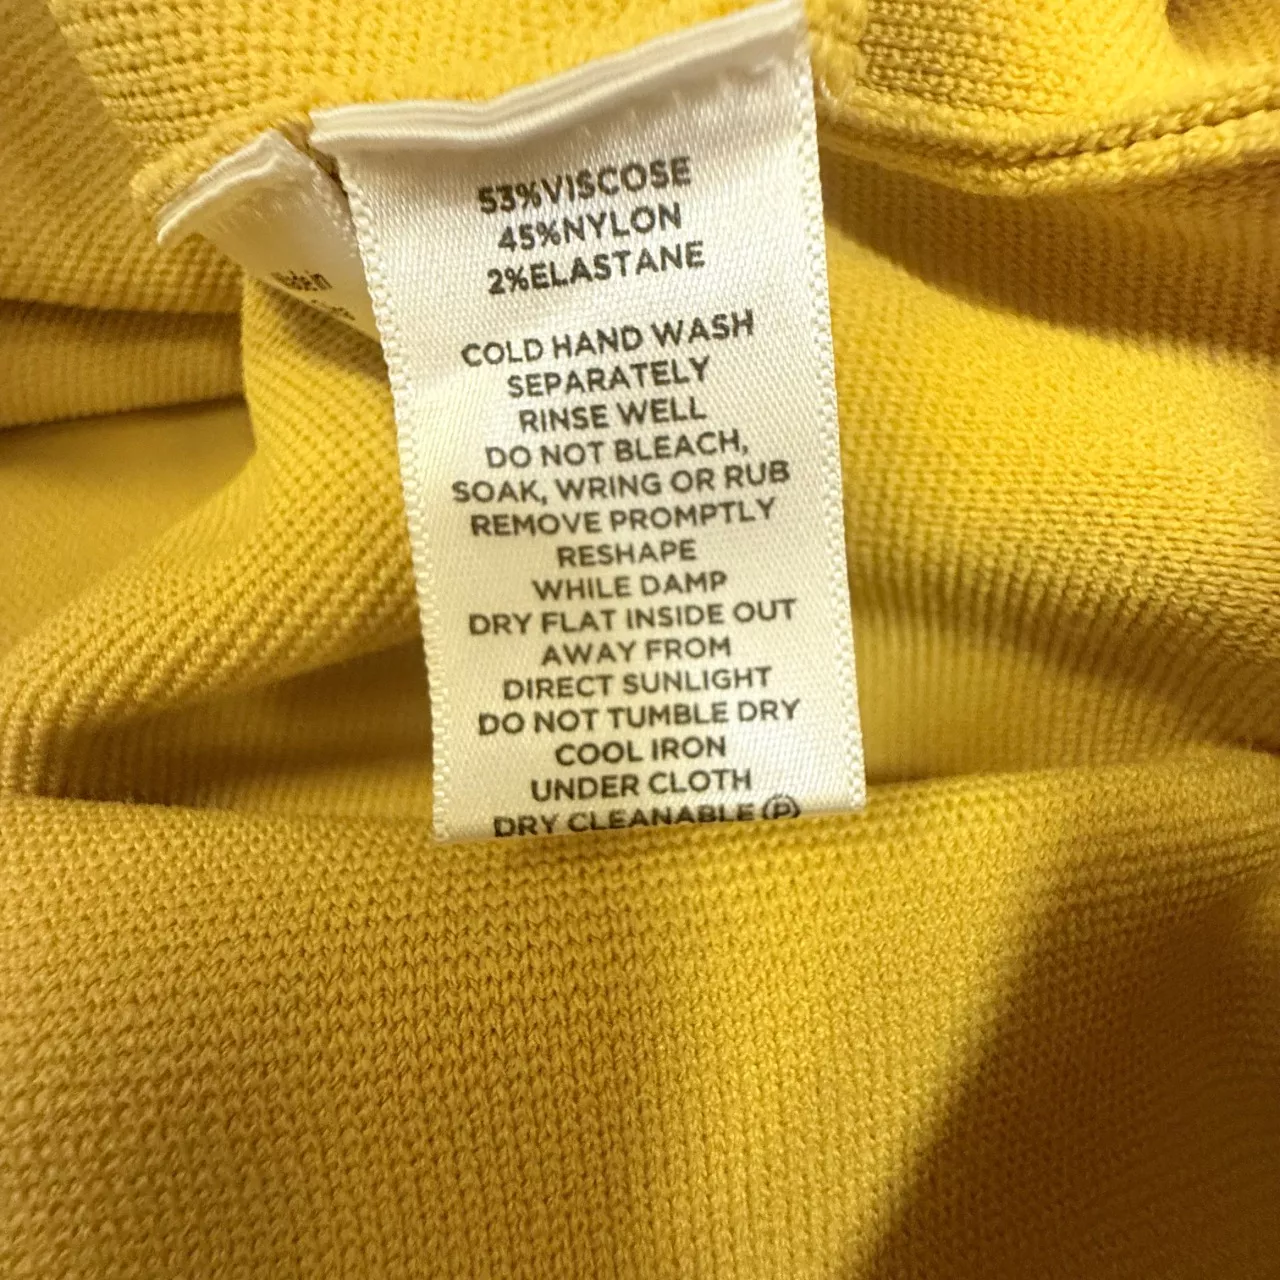 53%VISCOSE
45%NYLON
2%ELASTANE
COLD HAND WASH
SEPARATELY
RINSE WELL
DO NOT BLEACH,
SOAK, WRING OR RUB
REMOVE PROMPTLY
RESHAPE
WHILE DAMP
DRY FLAT INSIDE OUT
AWAY FROM
DIRECT SUNLIGHT
DO NOT TUMBLE DRY
COOL IRON
UNDER CLOTH
DRY CLEANABLE Ⓟ
Made in